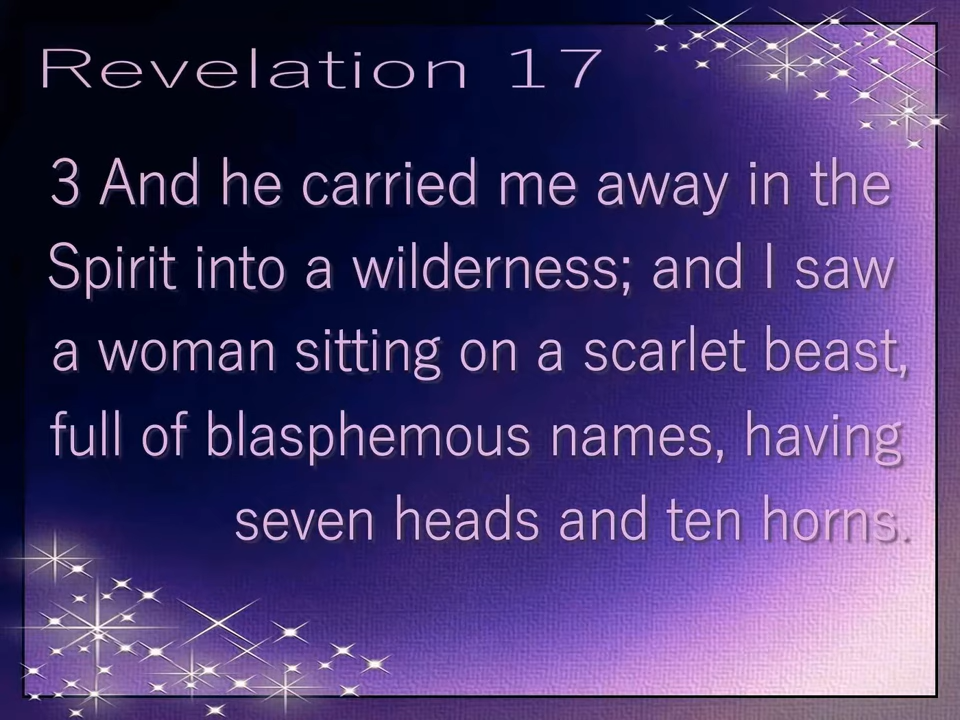 Revelation 17
3 And he carried me away in the
Spirit into a wilderness; and I saw
a woman sitting on a scarlet beast,
full of blasphemous names, having
seven heads and ten horns.